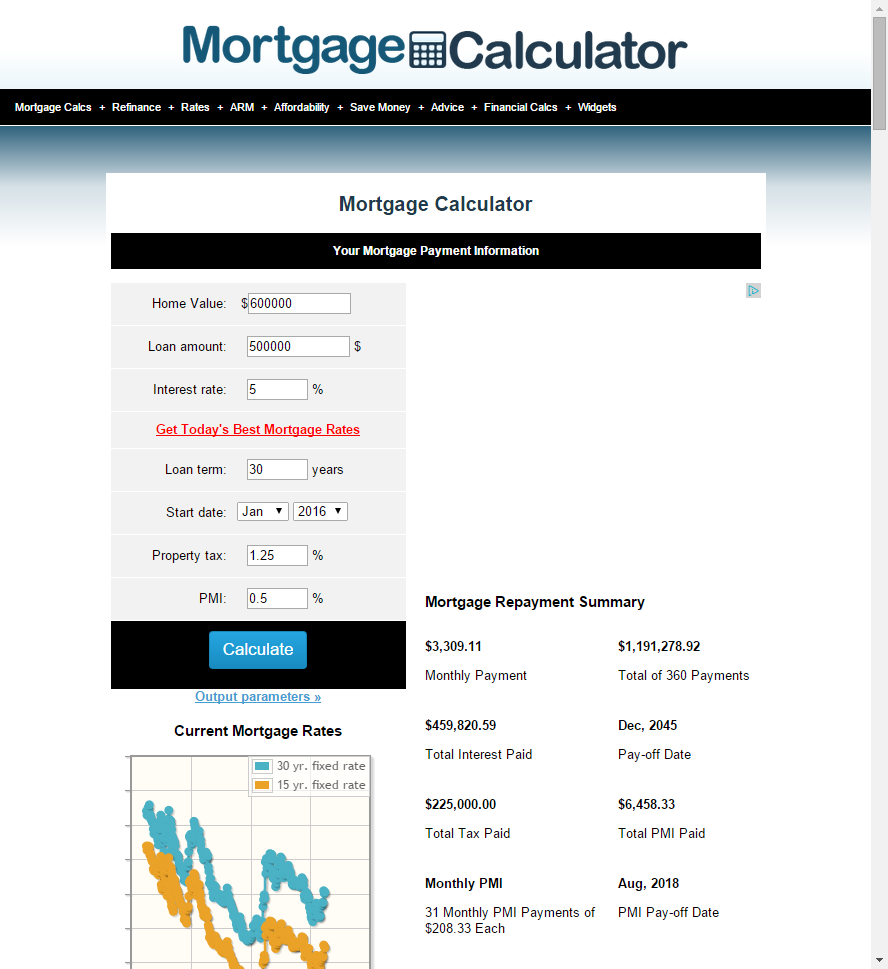 Mortgage Calculator
Mortgage Calcs + Refinance + Rates + ARM + Affordability + Save Money + Advice + Financial Calcs + Widgets
Mortgage Calculator
Your Mortgage Payment Information
Home Value: $600000
Loan amount: 500000 $
Interest rate: 5 %
Get Today's Best Mortgage Rates
Loan term: 30 years
Start date: Jan 2016
Property tax: 1.25 %
PMI: 0.5 %
Calculate
Output parameters »
Current Mortgage Rates
30 yr. fixed rate
15 yr. fixed rate
Mortgage Repayment Summary
$3,309.11 $1,191,278.92
Monthly Payment Total of 360 Payments
$459,820.59 Dec, 2045
Total Interest Paid Pay-off Date
$225,000.00 $6,458.33
Total Tax Paid Total PMI Paid
Monthly PMI Aug, 2018
31 Monthly PMI Payments of PMI Pay-off Date
$208.33 Each